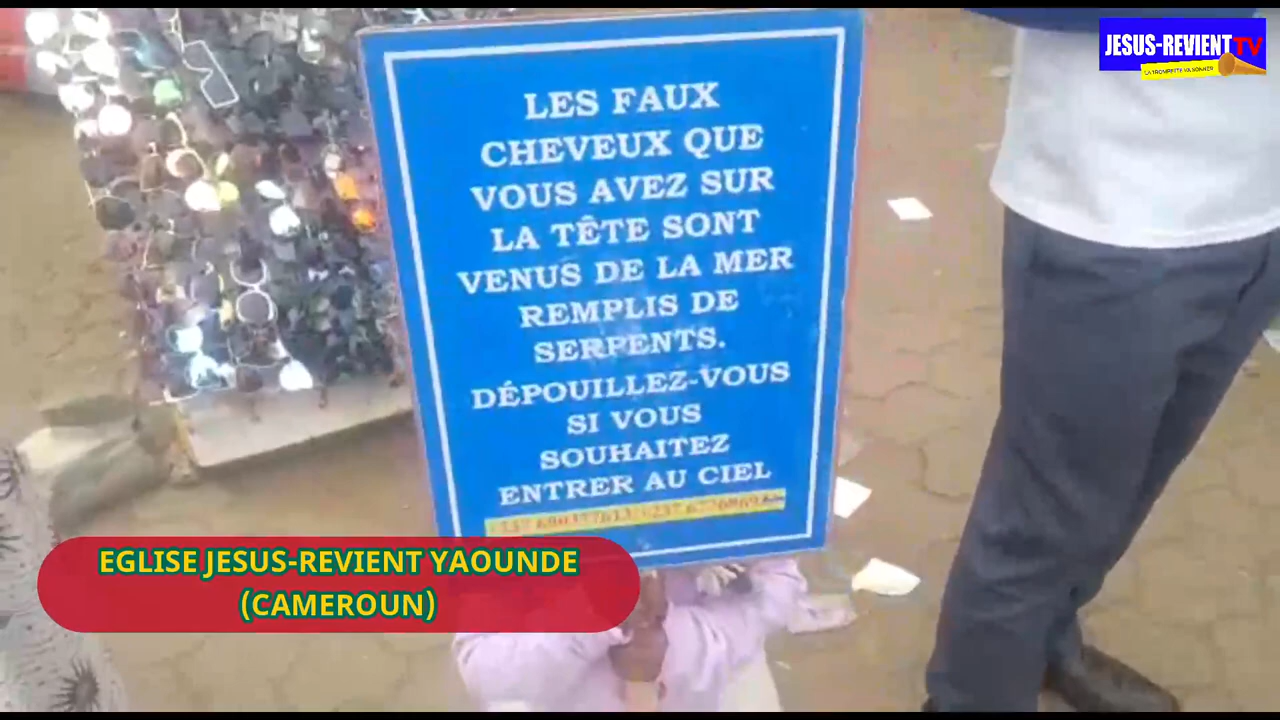 JESUS-REVIENT TV
LES FAUX
CHEVEUX QUE
VOUS AVEZ SUR
LA TÊTE SONT
VENUS DE LA MER
REMPLIS DE
SERPENTS.
DÉPOUILLEZ-VOUS
SI VOUS
SOUHAITEZ
ENTRER AU CIEL
EGLISE JESUS-REVIENT YAOUNDE
(CAMEROUN)